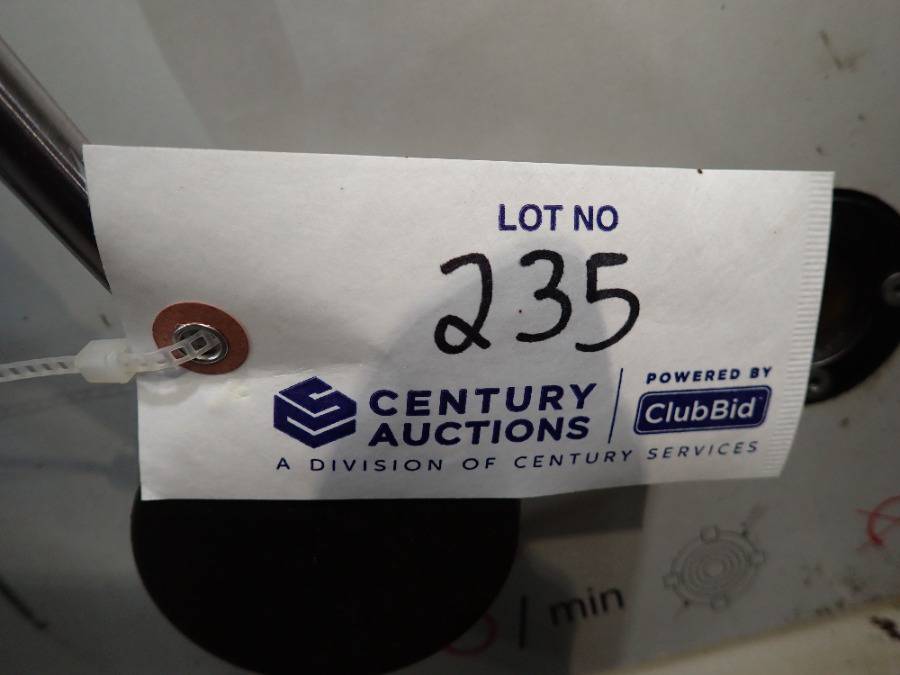 LOT NO
235
CENTURY
AUCTIONS
POWERED BY
ClubBid
A DIVISION OF CENTURY SERVICES
/ min